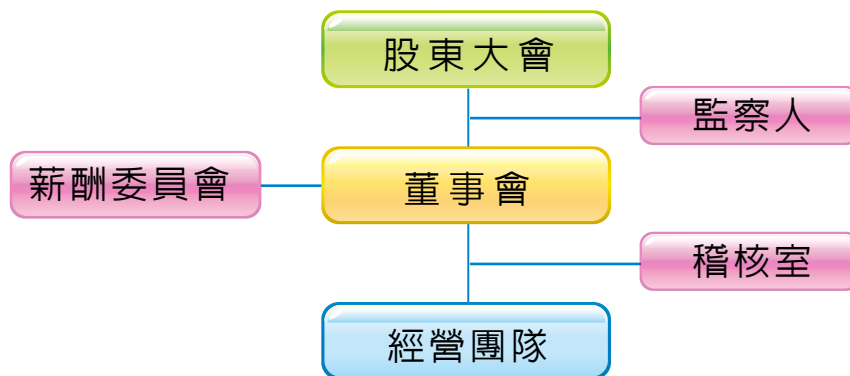 股東大會
監察人
薪酬委員會
董事會
稽核室
經營團隊